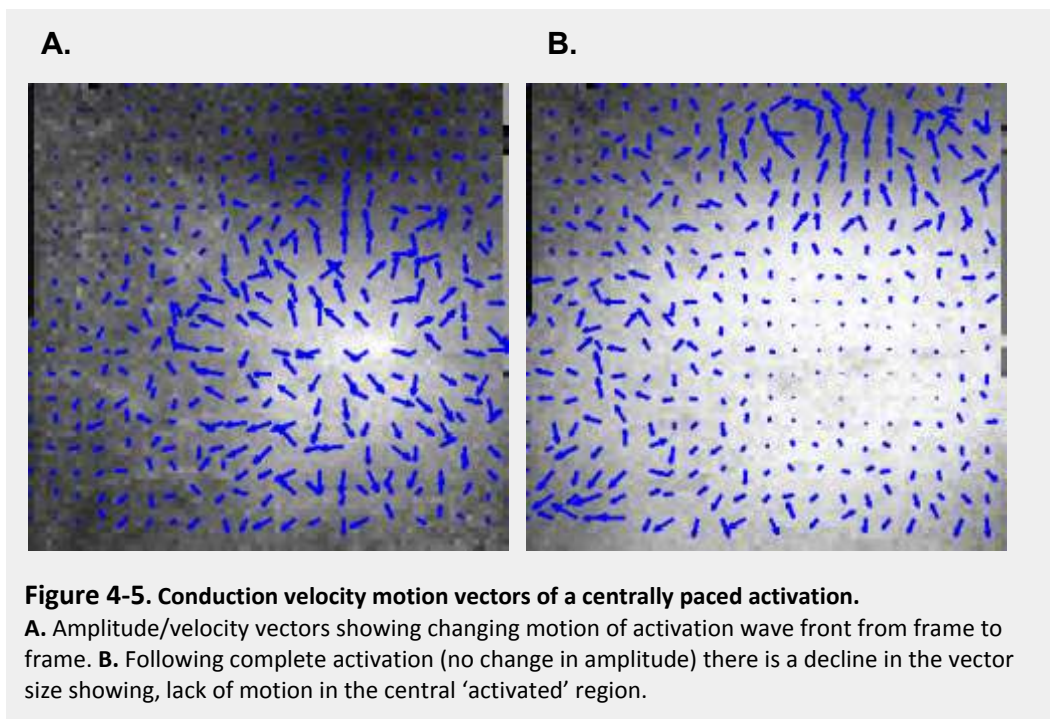 A. B.
Figure 4-5. Conduction velocity motion vectors of a centrally paced activation.
A. Amplitude/velocity vectors showing changing motion of activation wave front from frame to
frame. B. Following complete activation (no change in amplitude) there is a decline in the vector
size showing, lack of motion in the central ‘activated’ region.